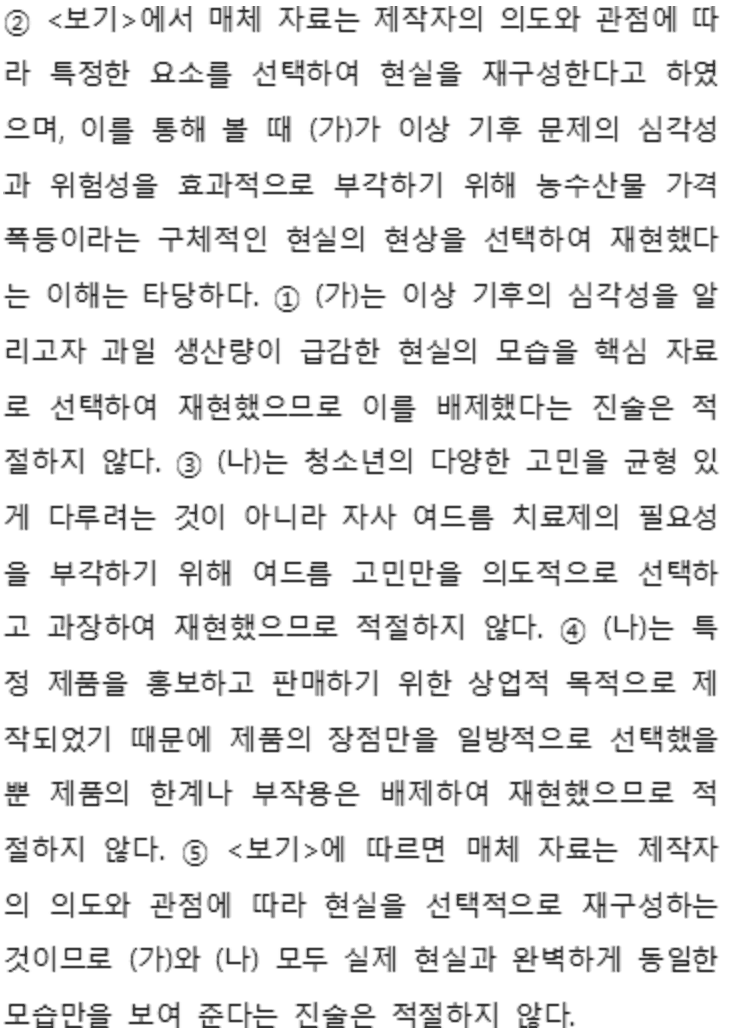 ② <보기>에서 매체 자료는 제작자의 의도와 관점에 따
라 특정한 요소를 선택하여 현실을 재구성한다고 하였
으며, 이를 통해 볼 때 (가)가 이상 기후 문제의 심각성
과 위험성을 효과적으로 부각하기 위해 농수산물 가격
폭등이라는 구체적인 현실의 현상을 선택하여 재현했다
는 이해는 타당하다. ① (가)는 이상 기후의 심각성을 알
리고자 과일 생산량이 급감한 현실의 모습을 핵심 자료
로 선택하여 재현했으므로 이를 배제했다는 진술은 적
절하지 않다. ③ (나)는 청소년의 다양한 고민을 균형 있
게 다루려는 것이 아니라 자사 여드름 치료제의 필요성
을 부각하기 위해 여드름 고민만을 의도적으로 선택하
고 과장하여 재현했으므로 적절하지 않다. ④ (나)는 특
정 제품을 홍보하고 판매하기 위한 상업적 목적으로 제
작되었기 때문에 제품의 장점만을 일방적으로 선택했을
뿐 제품의 한계나 부작용은 배제하여 재현했으므로 적
절하지 않다. ⑤ <보기>에 따르면 매체 자료는 제작자
의 의도와 관점에 따라 현실을 선택적으로 재구성하는
것이므로 (가)와 (나) 모두 실제 현실과 완벽하게 동일한
모습만을 보여 준다는 진술은 적절하지 않다.